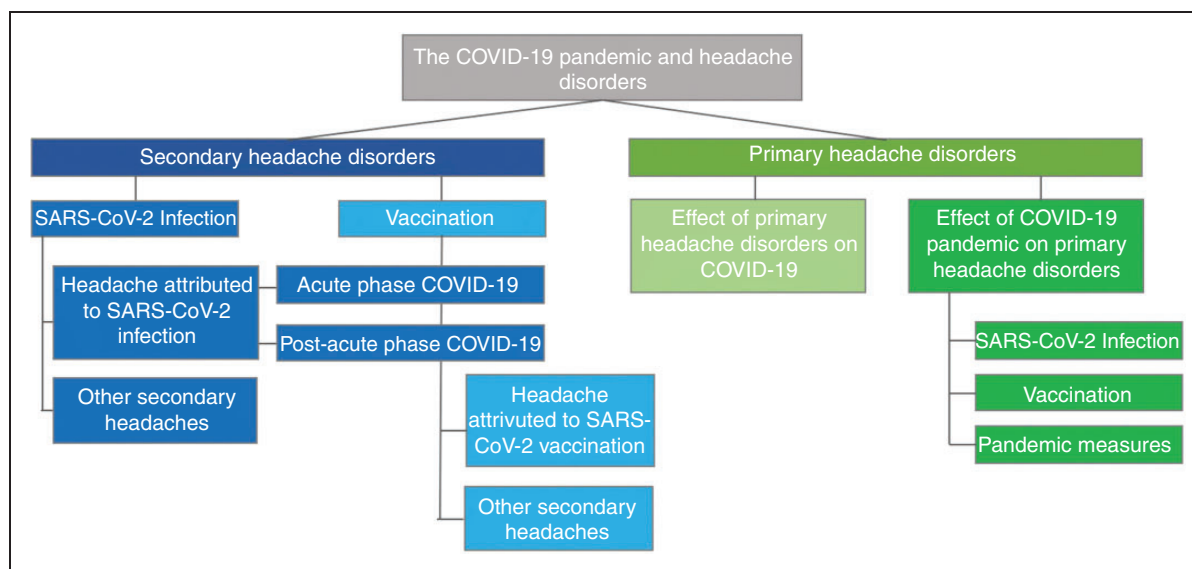 The COVID-19 pandemic and headache
disorders
Secondary headache disorders
Primary headache disorders
SARS-CoV-2 Infection
Vaccination
Effect of primary
headache disorders on
COVID-19
Effect of COVID-19
pandemic on primary
headache disorders
Headache attributed
to SARS-CoV-2
infection
Acute phase COVID-19
Post-acute phase COVID-19
Other secondary
headaches
Headache
attrivuted to SARS-
CoV-2 vaccination
Other secondary
headaches
SARS-CoV-2 Infection
Vaccination
Pandemic measures